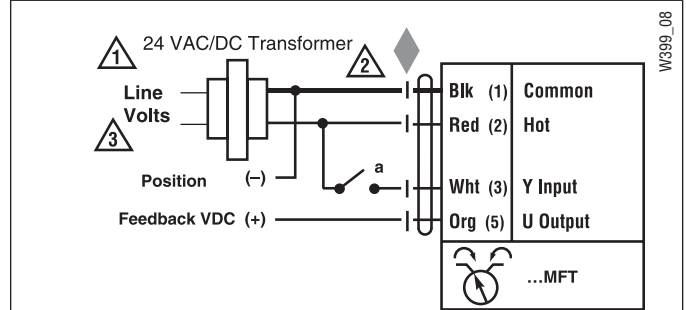 W399_08
1 24 VAC/DC Transformer
2
Line
Volts
3
Blk (1) Common
Red (2) Hot
a
Position (–)
Wht (3) Y Input
Feedback VDC (+)
Org (5) U Output
...MFT